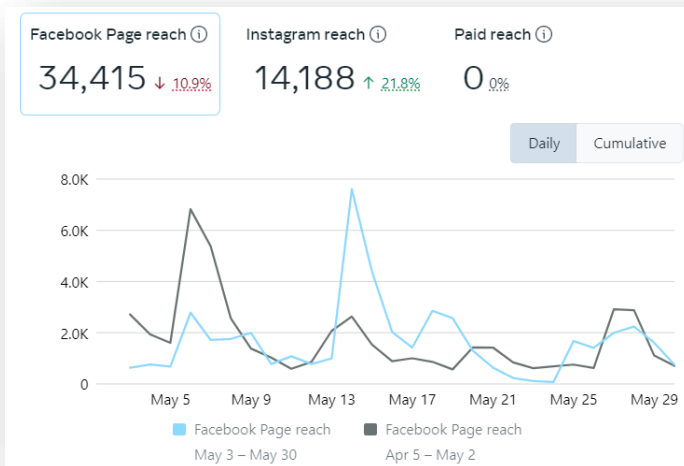 Facebook Page reach Instagram reach Paid reach
34,415 ↓ 10.9% 14,188 ↑ 21.8% 0 0%
Daily Cumulative
8.0K
6.0K
4.0K
2.0K
0
May 5 May 9 May 13 May 17 May 21 May 25 May 29
Facebook Page reach Facebook Page reach
May 3 – May 30 Apr 5 – May 2